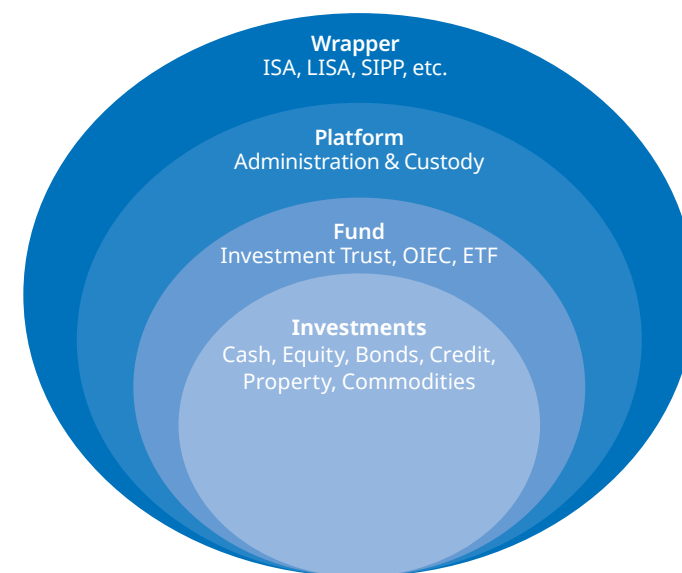 Wrapper
ISA, LISA, SIPP, etc.
Platform
Administration & Custody
Fund
Investment Trust, OIEC, ETF
Investments
Cash, Equity, Bonds, Credit,
Property, Commodities